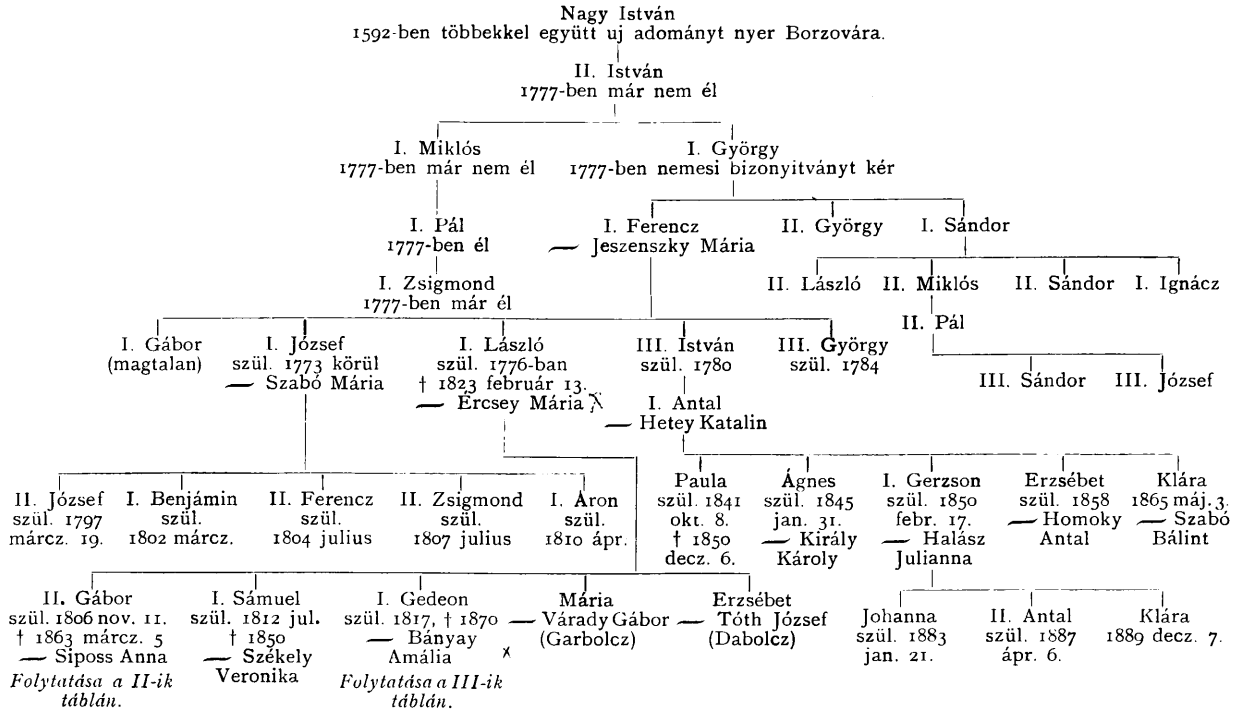 Nagy István
1592-ben többekkel együtt uj adományt nyer Borzovára.
II. István
1777-ben már nem él
I. Miklós
1777-ben már nem él
I. György
1777-ben nemesi bizonyitványt kér
I. Pál
1777-ben él
I. Ferencz
— Jeszenszky Mária
II. György
I. Sándor
I. Zsigmond
1777-ben már él
II. László
II. Miklós
II. Sándor
I. Ignácz
II. Pál
III. Sándor
III. József
I. Gábor
(magtalan)
I. József
szül. 1773 körül
— Szabó Mária
I. László
szül. 1776-ban
† 1823 február 13.
— Ércsey Mária
III. István
szül. 1780
III. György
szül. 1784
I. Antal
— Hetey Katalin
II. József
szül. 1797
márcz. 19.
I. Benjámin
szül.
1802 márcz.
II. Ferencz
szül.
1804 julius
II. Zsigmond
szül.
1807 julius
I. Áron
szül.
1810 ápr.
Paula
szül. 1841
okt. 8.
† 1850
decz. 6.
Ágnes
szül. 1845
jan. 31.
— Király
Károly
I. Gerzson
szül. 1850
febr. 17.
— Halász
Julianna
Erzsébet
szül. 1858
— Homoky
Antal
Klára
1865 máj. 3.
— Szabó
Bálint
II. Gábor
szül. 1806 nov. 11.
† 1863 márcz. 5
— Siposs Anna
Folytatása a II-ik
táblán.
I. Sámuel
szül. 1812 jul.
† 1850
— Székely
Veronika
I. Gedeon
szül. 1817, † 1870
— Bányay
Amália
Folytatása a III-ik
táblán.
Mária
— Várady Gábor
(Garbolcz)
Erzsébet
— Tóth József
(Dabolcz)
Johanna
szül. 1883
jan. 21.
II. Antal
szül. 1887
ápr. 6.
Klára
1889 decz. 7.